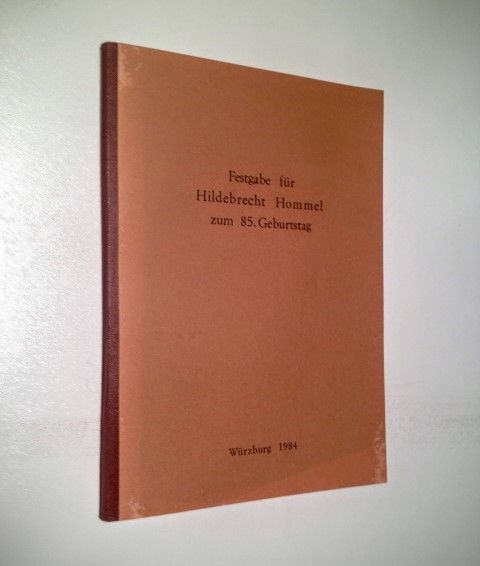 Festgabe für
Hildebrecht Hommel
zum 85. Geburtstag
Würzburg 1984